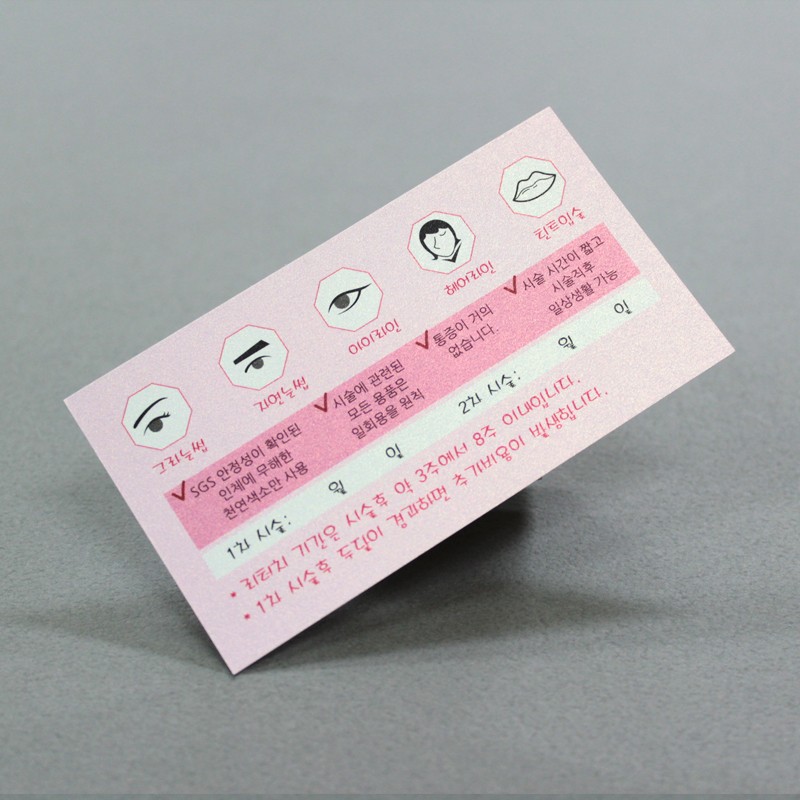 그리눈썹
자연눈썹
아이라인
헤어라인
틴트입술
SGS 안정성이 확인된
인체에 무해한
천연색소만 사용
시술에 관련된
모든 용품은
일회용을 원칙
통증이 거의
없습니다.
시술 시간이 짧고
시술직후
일상생활 가능
1차 시술: 월 일 2차 시술: 월 일
• 리터치 기간은 시술후 약 3주에서 8주 이내입니다.
• 1차 시술후 두달이 경과하면 추가비용이 발생합니다.